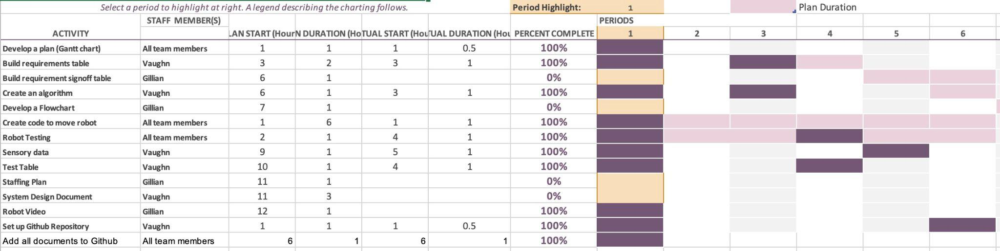 Select a period to highlight at right. A legend describing the charting follows. Period Highlight: 1 Plan Duration
STAFF MEMBER(S) PERIODS
ACTIVITY LAN START (Hour N DURATION (Ho TUAL START (Hou TUAL DURATION (Hou PERCENT COMPLETE 1 2 3 4 5 6
Develop a plan (Gantt chart) All team members 1 1 1 0.5 100%
Build requirements table Vaughn 3 2 3 1 100%
Build requirement signoff table Gillian 6 1 0%
Create an algorithm Vaughn 6 1 3 1 100%
Develop a Flowchart Gillian 7 1 0%
Create code to move robot All team members 1 6 1 1 100%
Robot Testing All team members 2 1 4 1 100%
Sensory data Vaughn 9 1 5 1 100%
Test Table Vaughn 10 1 4 1 100%
Staffing Plan Gillian 11 1 0%
System Design Document Vaughn 11 3 0%
Robot Video Gillian 12 1 100%
Set up Github Repository Vaughn 1 1 1 0.5 100%
Add all documents to Github All team members 6 1 6 1 100%